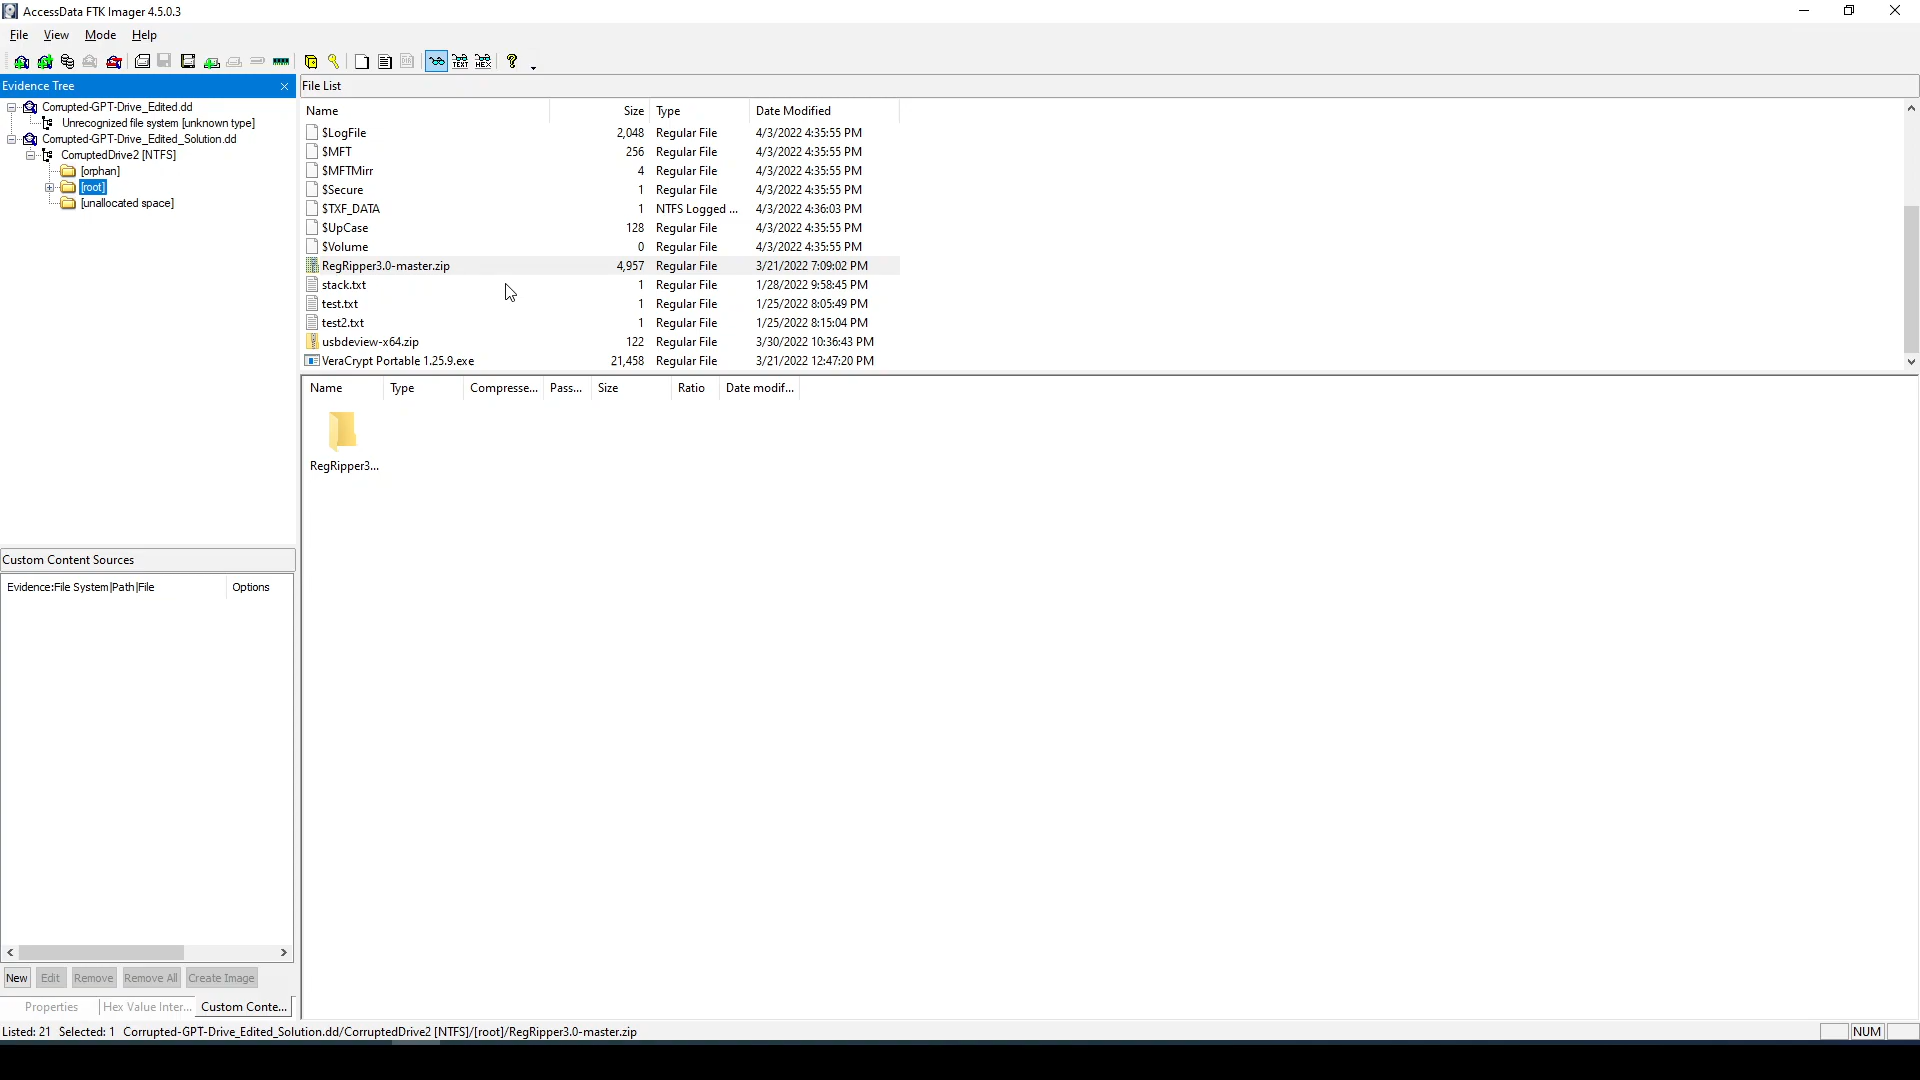 AccessData FTK Imager 4.5.0.3
File View Mode Help
TEXT HEX
Evidence Tree
Corrupted-GPT-Drive_Edited.dd
Unrecognized file system [unknown type]
Corrupted-GPT-Drive_Edited_Solution.dd
CorruptedDrive2 [NTFS]
[orphan]
[root]
[unallocated space]
File List
Name Size Type Date Modified
$LogFile 2,048 Regular File 4/3/2022 4:35:55 PM
$MFT 256 Regular File 4/3/2022 4:35:55 PM
$MFTMirr 4 Regular File 4/3/2022 4:35:55 PM
$Secure 1 Regular File 4/3/2022 4:35:55 PM
$TXF_DATA 1 NTFS Logged ... 4/3/2022 4:36:03 PM
$UpCase 128 Regular File 4/3/2022 4:35:55 PM
$Volume 0 Regular File 4/3/2022 4:35:55 PM
RegRipper3.0-master.zip 4,957 Regular File 3/21/2022 7:09:02 PM
stack.txt 1 Regular File 1/28/2022 9:58:45 PM
test.txt 1 Regular File 1/25/2022 8:05:49 PM
test2.txt 1 Regular File 1/25/2022 8:15:04 PM
usbdeview-x64.zip 122 Regular File 3/30/2022 10:36:43 PM
VeraCrypt Portable 1.25.9.exe 21,458 Regular File 3/21/2022 12:47:20 PM
Name Type Compresse... Pass... Size Ratio Date modif...
RegRipper3...
Custom Content Sources
Evidence:File System|Path|File Options
New Edit Remove Remove All Create Image
Properties Hex Value Inter... Custom Conte...
Listed: 21 Selected: 1 Corrupted-GPT-Drive_Edited_Solution.dd/CorruptedDrive2 [NTFS]/[root]/RegRipper3.0-master.zip
NUM